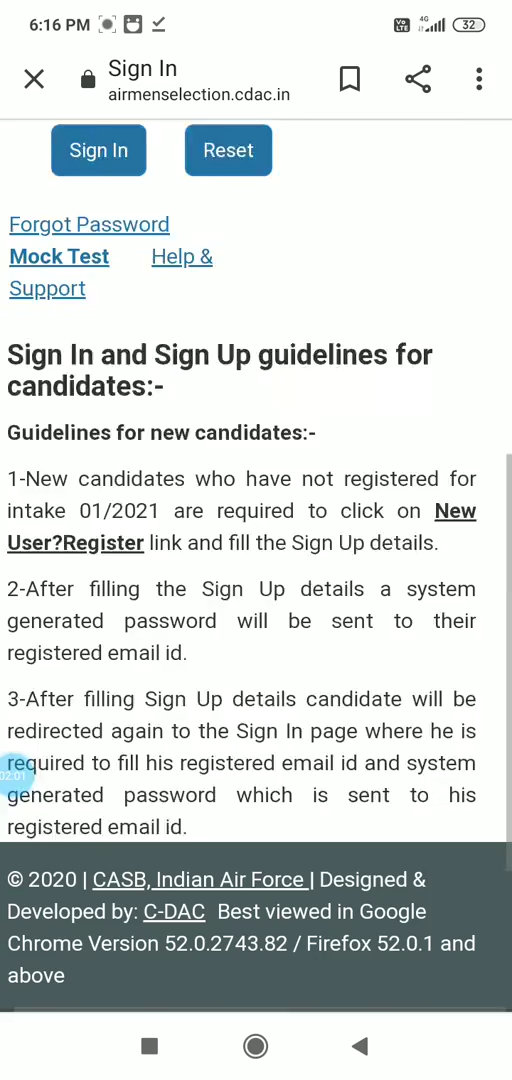 6:16 PM
Vo LTE 4G 32
Sign In
airmenselection.cdac.in
Sign In Reset
Forgot Password
Mock Test Help &
Support
Sign In and Sign Up guidelines for
candidates:-
Guidelines for new candidates:-
1-New candidates who have not registered for
intake 01/2021 are required to click on New
User?Register link and fill the Sign Up details.
2-After filling the Sign Up details a system
generated password will be sent to their
registered email id.
3-After filling Sign Up details candidate will be
redirected again to the Sign In page where he is
required to fill his registered email id and system
02:01
generated password which is sent to his
registered email id.
© 2020 | CASB, Indian Air Force | Designed &
Developed by: C-DAC Best viewed in Google
Chrome Version 52.0.2743.82 / Firefox 52.0.1 and
above